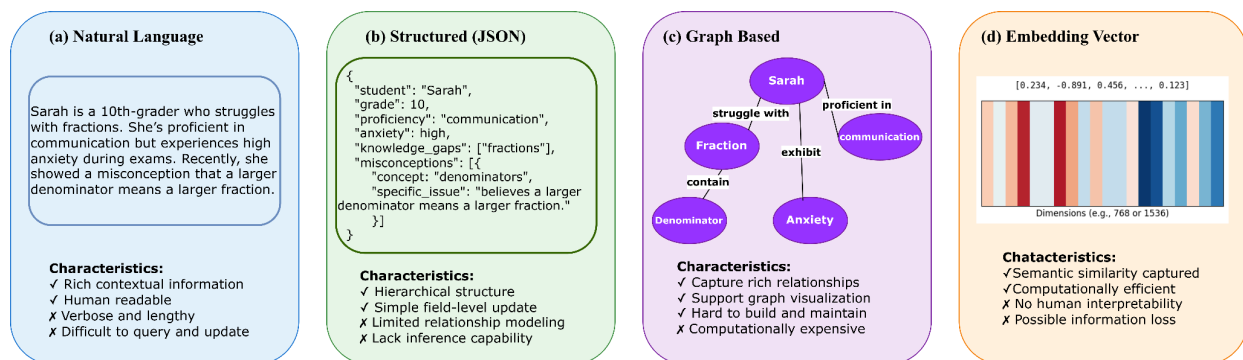 (a) Natural Language
Sarah is a 10th-grader who struggles
with fractions. She's proficient in
communication but experiences high
anxiety during exams. Recently, she
showed a misconception that a larger
denominator means a larger fraction.
Characteristics:
✓ Rich contextual information
✓ Human readable
✗ Verbose and lengthy
✗ Difficult to query and update
(b) Structured (JSON)
{
"student": "Sarah",
"grade": 10,
"proficiency": "communication",
"anxiety": high,
"knowledge_gaps": ["fractions"],
"misconceptions": [{
"concept": "denominators",
"specific_issue": "believes a larger
denominator means a larger fraction."
}]
}
Characteristics:
✓ Hierarchical structure
✓ Simple field-level update
✗ Limited relationship modeling
✗ Lack inference capability
(c) Graph Based
Sarah
struggle with
proficient in
Fraction
communication
exhibit
contain
Denominator
Anxiety
Characteristics:
✓ Capture rich relationships
✓ Support graph visualization
✓ Hard to build and maintain
✗ Computationally expensive
(d) Embedding Vector
[0.234, -0.891, 0.456, ..., 0.123]
Dimensions (e.g., 768 or 1536)
Chatacteristics:
✓Semantic similarity captured
✓Computationally efficient
✗ No human interpretability
✗ Possible information loss